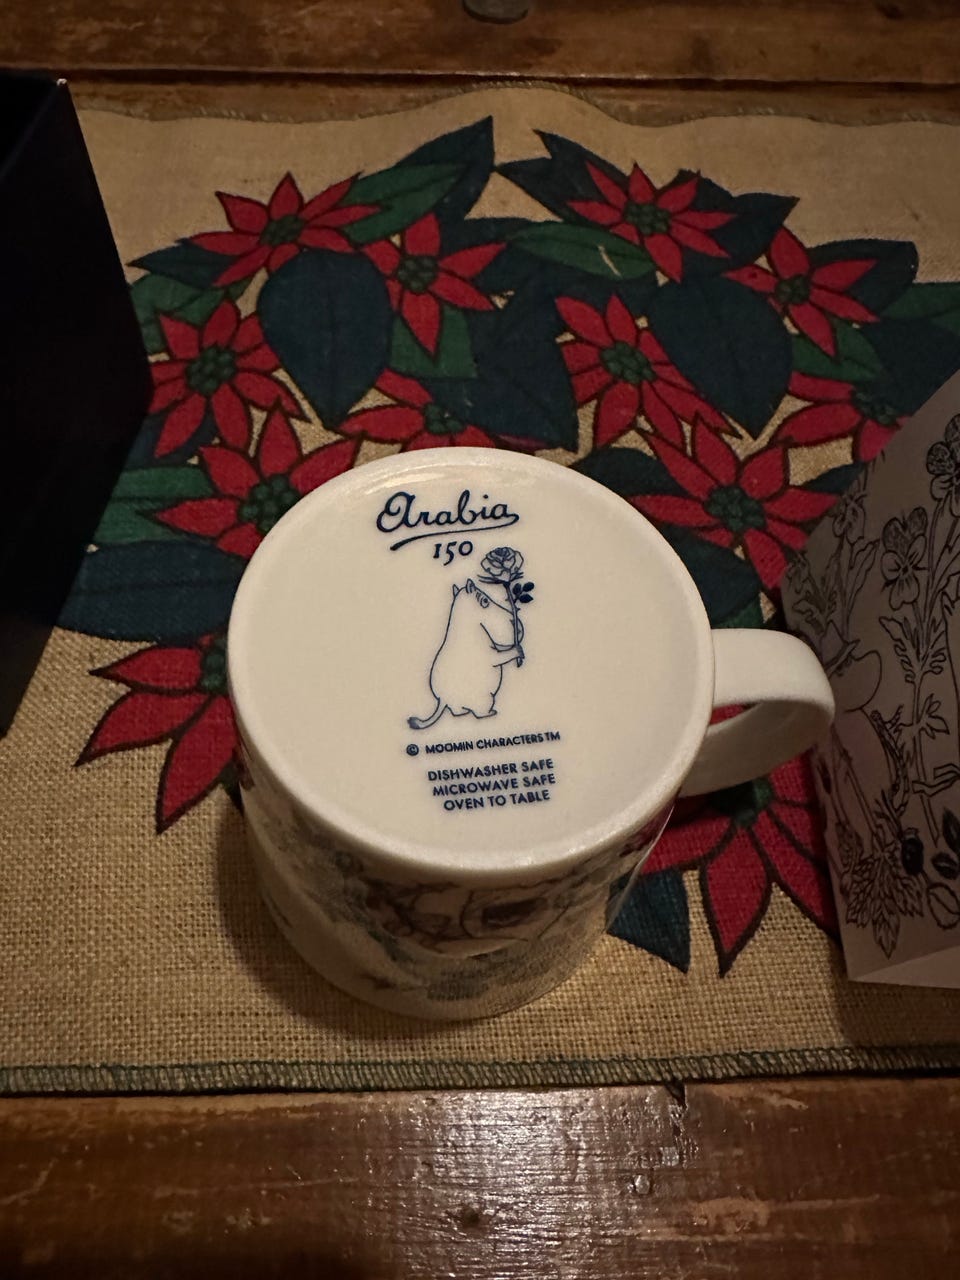 Arabia
150
© MOOMIN CHARACTERS TM
DISHWASHER SAFE
MICROWAVE SAFE
OVEN TO TABLE